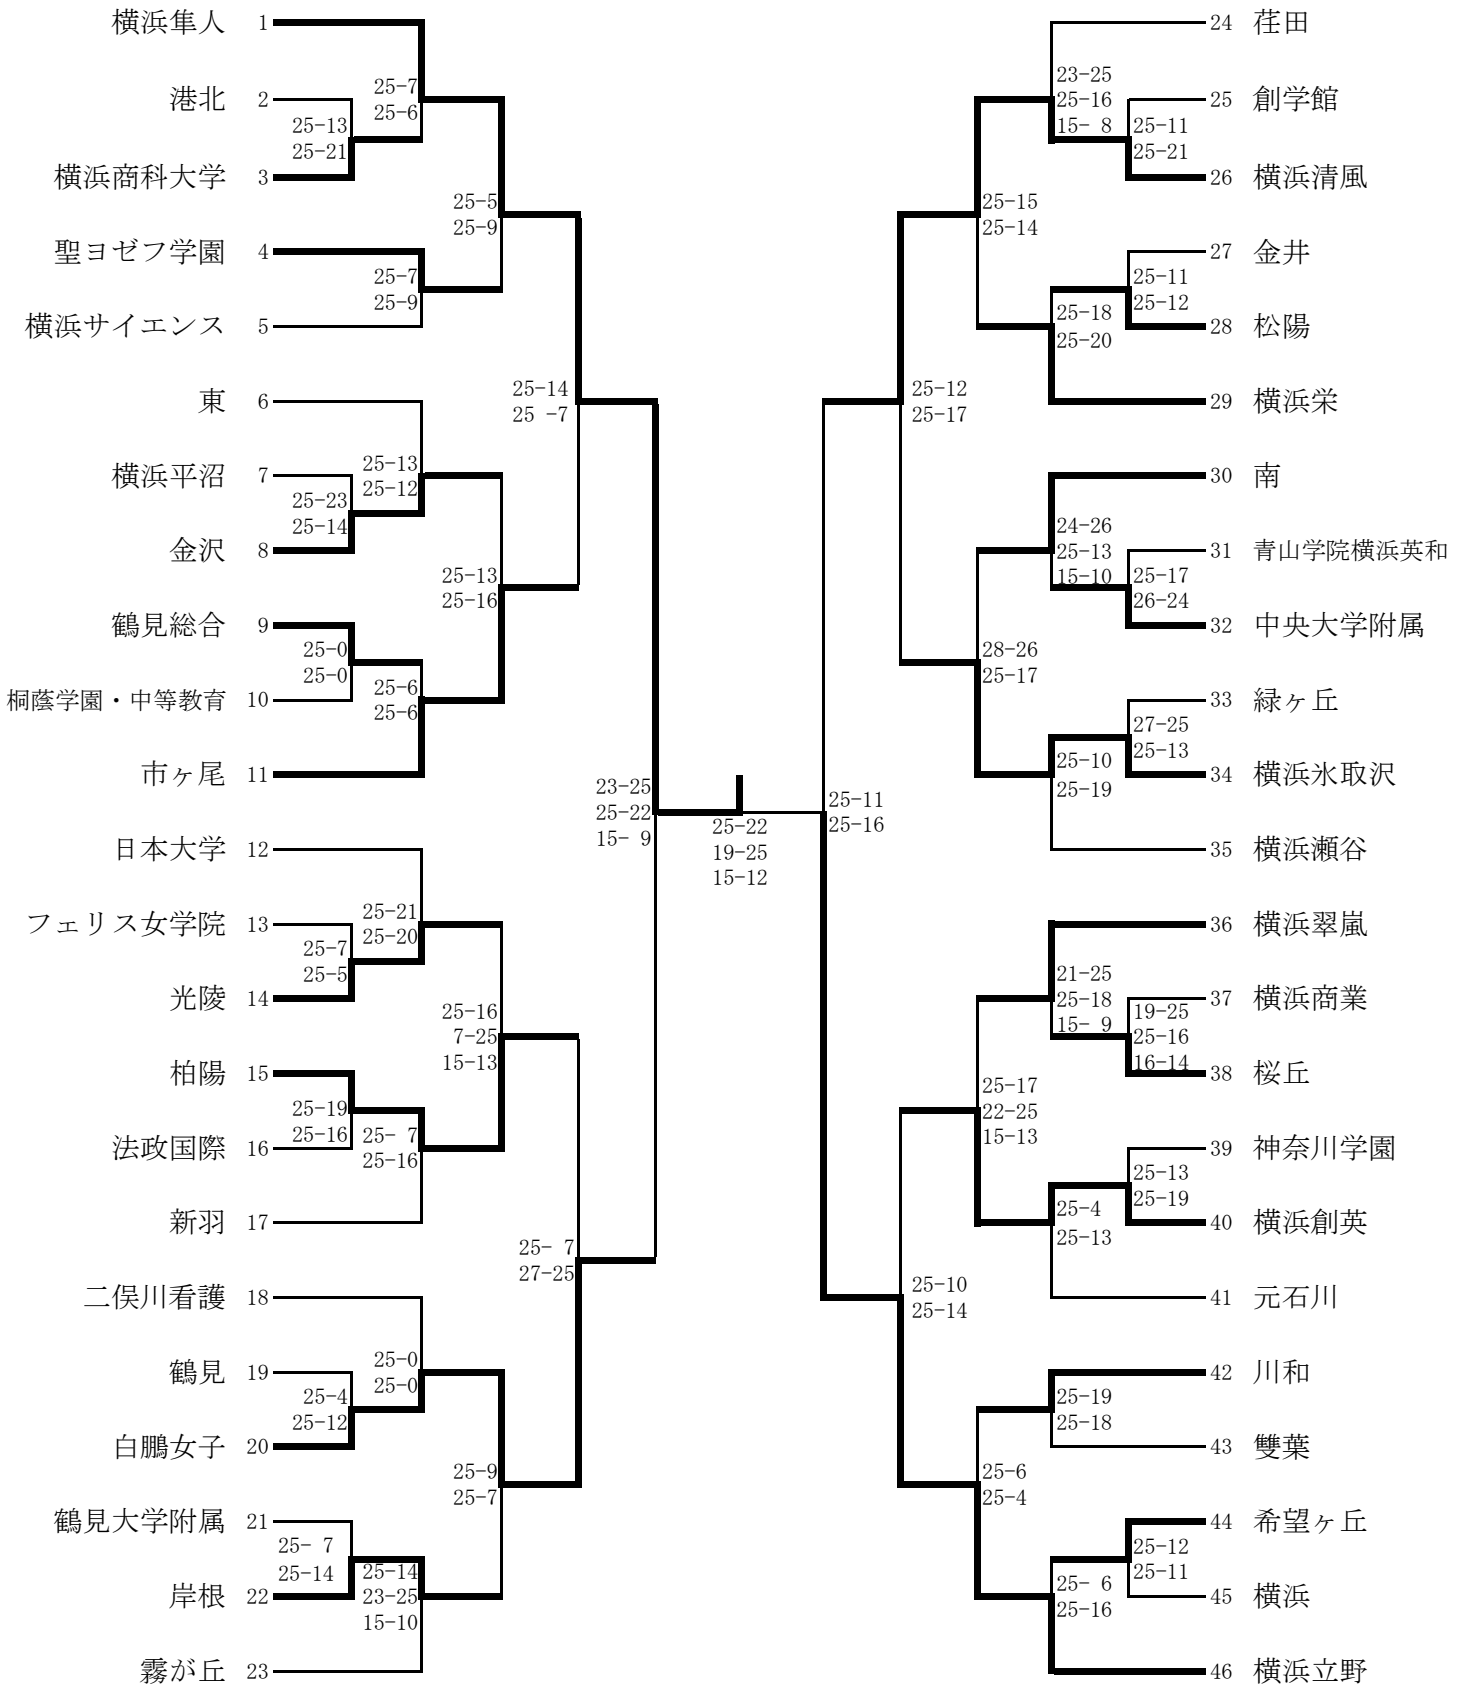 横浜隼人 1
港北 2
横浜商科大学 3
聖ヨゼフ学園 4
横浜サイエンス 5
東 6
横浜平沼 7
金沢 8
鶴見総合 9
桐蔭学園・中等教育 10
市ヶ尾 11
日本大学 12
フェリス女学院 13
光陵 14
柏陽 15
法政国際 16
新羽 17
二俣川看護 18
鶴見 19
白鵬女子 20
鶴見大学附属 21
岸根 22
霧が丘 23
25-13
25-21
25-7
25-6
25-7
25-9
25-5
25-9
25-23
25-14
25-13
25-12
25-0
25-0
25-6
25-6
25-13
25-16
25-14
25 -7
25-7
25-5
25-21
25-20
25-19
25-16
25- 7
25-16
25-16
7-25
15-13
25-4
25-12
25-0
25-0
25- 7
25-14
25-14
23-25
15-10
25-9
25-7
25- 7
27-25
23-25
25-22
15- 9
25-22
19-25
15-12
25-11
25-16
25-12
25-17
25-10
25-14
25-15
25-14
28-26
25-17
25-17
22-25
15-13
25-6
25-4
23-25
25-16
15- 8
25-11
25-21
25-11
25-12
25-18
25-20
24-26
25-13
15-10
25-17
26-24
27-25
25-13
25-10
25-19
21-25
25-18
15- 9
19-25
25-16
16-14
25-13
25-19
25-4
25-13
25-19
25-18
25-12
25-11
25- 6
25-16
24 荏田
25 創学館
26 横浜清風
27 金井
28 松陽
29 横浜栄
30 南
31 青山学院横浜英和
32 中央大学附属
33 緑ヶ丘
34 横浜氷取沢
35 横浜瀬谷
36 横浜翠嵐
37 横浜商業
38 桜丘
39 神奈川学園
40 横浜創英
41 元石川
42 川和
43 雙葉
44 希望ヶ丘
45 横浜
46 横浜立野